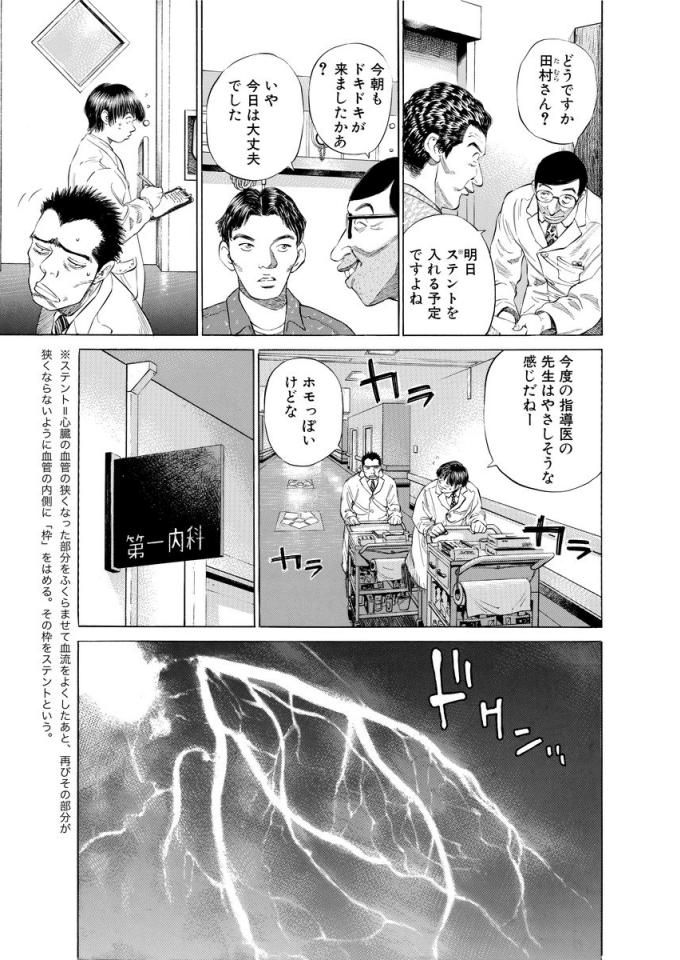 どうですか
田村さん？
たむら
明日
ステントを
入れる予定
ですよね
※
今朝も
ドキドキが
来ましたかあ
？
いや
今日は大丈夫
でした
今度の指導医の
先生はやさしそうな
感じだねー
ガラ
ホモっぽい
けどな
ガラ
第一内科
ドクン
※ステント＝心臓の血管の狭くなった部分をふくらませて血流をよくしたあと、再びその部分が
狭くならないように血管の内側に「枠」をはめる。その枠をステントという。